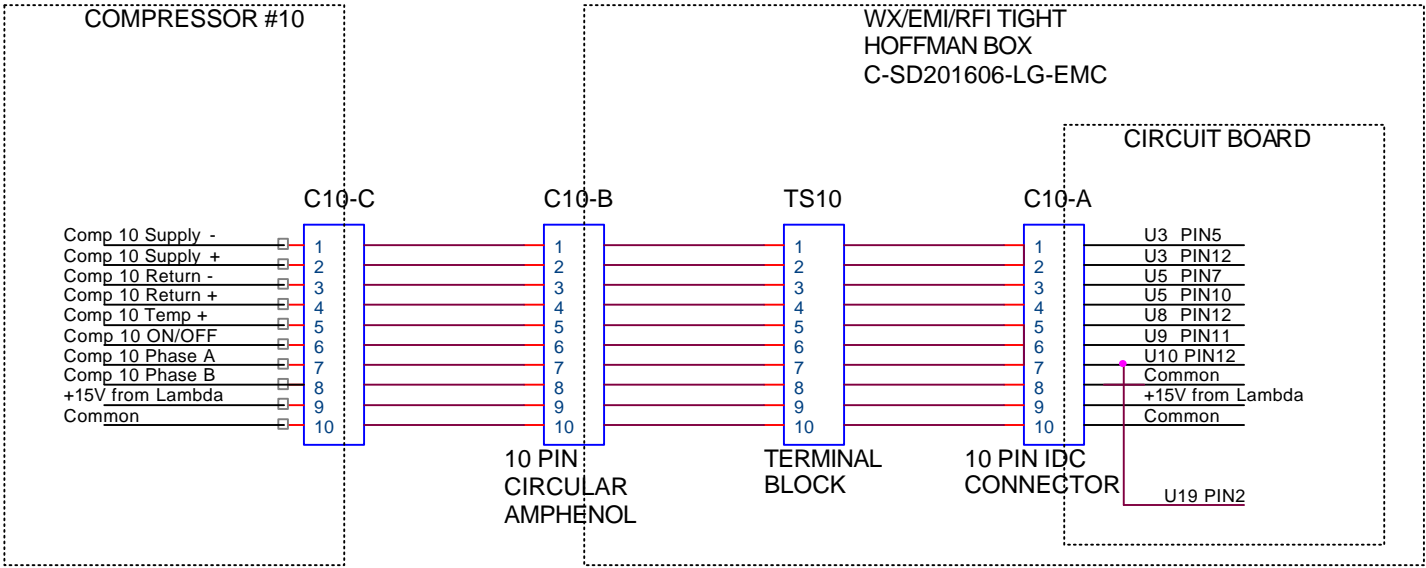 COMPRESSOR #10
WX/EMI/RFI TIGHT
HOFFMAN BOX
C-SD201606-LG-EMC
CIRCUIT BOARD
C10-C
C10-B
TS10
C10-A
Comp 10 Supply -
Comp 10 Supply +
Comp 10 Return -
Comp 10 Return +
Comp 10 Temp +
Comp 10 ON/OFF
Comp 10 Phase A
Comp 10 Phase B
+15V from Lambda
Common
1
2
3
4
5
6
7
8
9
10
1
2
3
4
5
6
7
8
9
10
1
2
3
4
5
6
7
8
9
10
1
2
3
4
5
6
7
8
9
10
U3 PIN5
U3 PIN12
U5 PIN7
U5 PIN10
U8 PIN12
U9 PIN11
U10 PIN12
Common
+15V from Lambda
Common
10 PIN
CIRCULAR
AMPHENOL
TERMINAL
BLOCK
10 PIN IDC
CONNECTOR
U19 PIN2